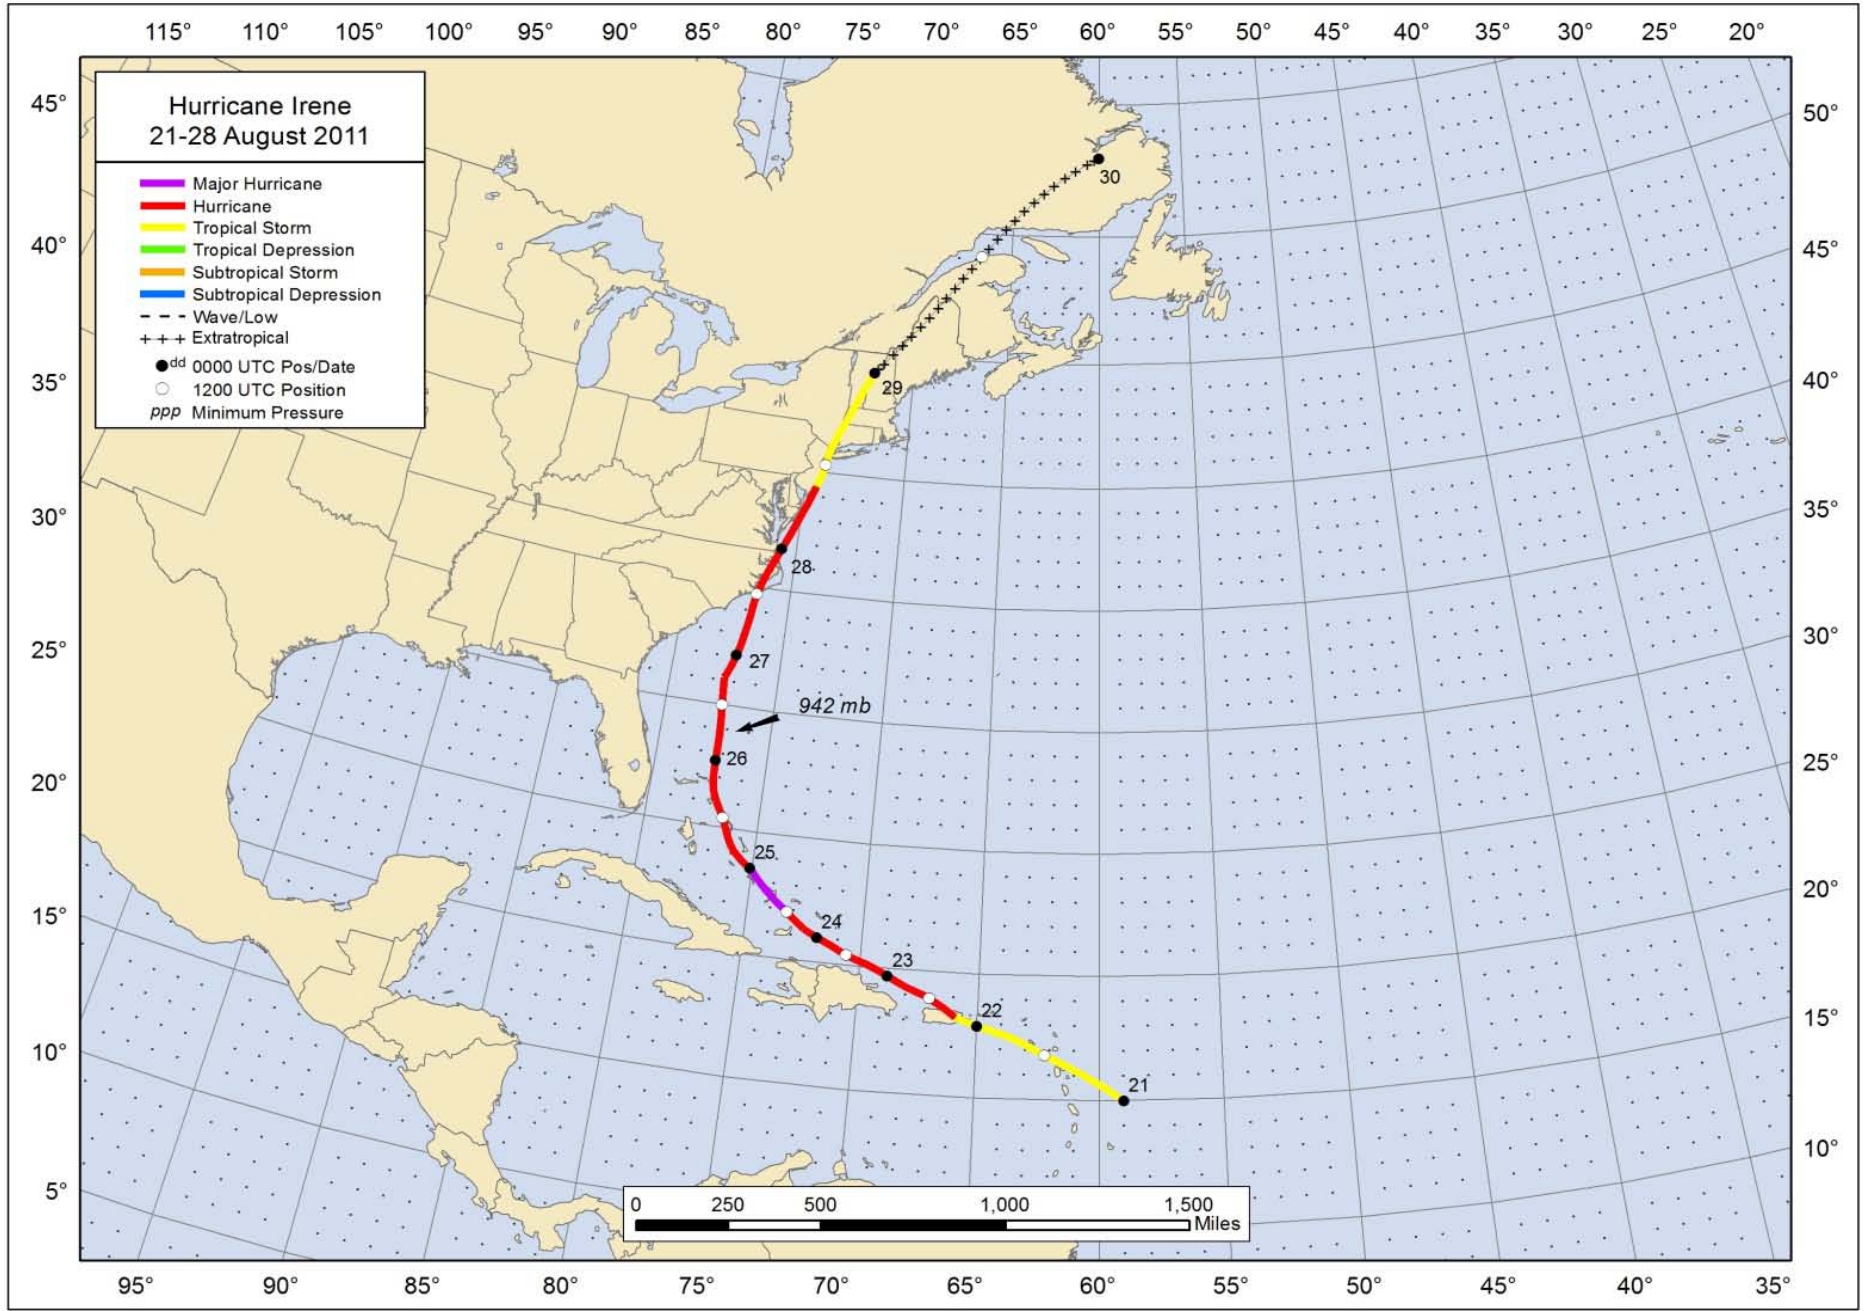 115° 110° 105° 100° 95° 90° 85° 80° 75° 70° 65° 60° 55° 50° 45° 40° 35° 30° 25° 20°
Hurricane Irene
21-28 August 2011
Major Hurricane
Hurricane
Tropical Storm
Tropical Depression
Subtropical Storm
Subtropical Depression
Wave/Low
+++ Extratropical
dd 0000 UTC Pos/Date
1200 UTC Position
ppp Minimum Pressure
45°
40°
35°
30°
25°
20°
15°
10°
5°
50°
45°
40°
35°
30°
25°
20°
15°
10°
30
29
28
27
942 mb
26
25
24
23
22
21
0 250 500 1,000 1,500
Miles
95° 90° 85° 80° 75° 70° 65° 60° 55° 50° 45° 40° 35°